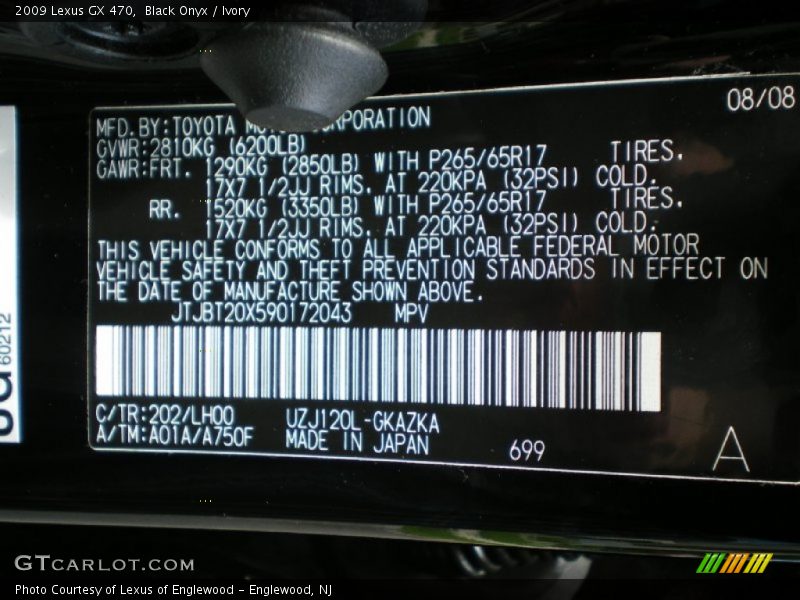 2009 Lexus GX 470, Black Onyx / Ivory
08/08
MFD. BY: TOYOTA MOTOR CORPORATION
GVWR: 2810KG (6200LB)
GAWR: FRT. 1290KG (2850LB) WITH P265/65R17 TIRES,
17X7 1/2JJ RIMS, AT 220KPA (32PSI) COLD.
RR. 1520KG (3350LB) WITH P265/65R17 TIRES,
17X7 1/2JJ RIMS, AT 220KPA (32PSI) COLD.
THIS VEHICLE CONFORMS TO ALL APPLICABLE FEDERAL MOTOR
VEHICLE SAFETY AND THEFT PREVENTION STANDARDS IN EFFECT ON
THE DATE OF MANUFACTURE SHOWN ABOVE.
JTJBT20X590172043 MPV
C/TR: 202/LH00 UZJ120L-GKAZKA
A/TM: A01A/A750F MADE IN JAPAN 699 A
60212
GTCARLOT.COM
Photo Courtesy of Lexus of Englewood - Englewood, NJ